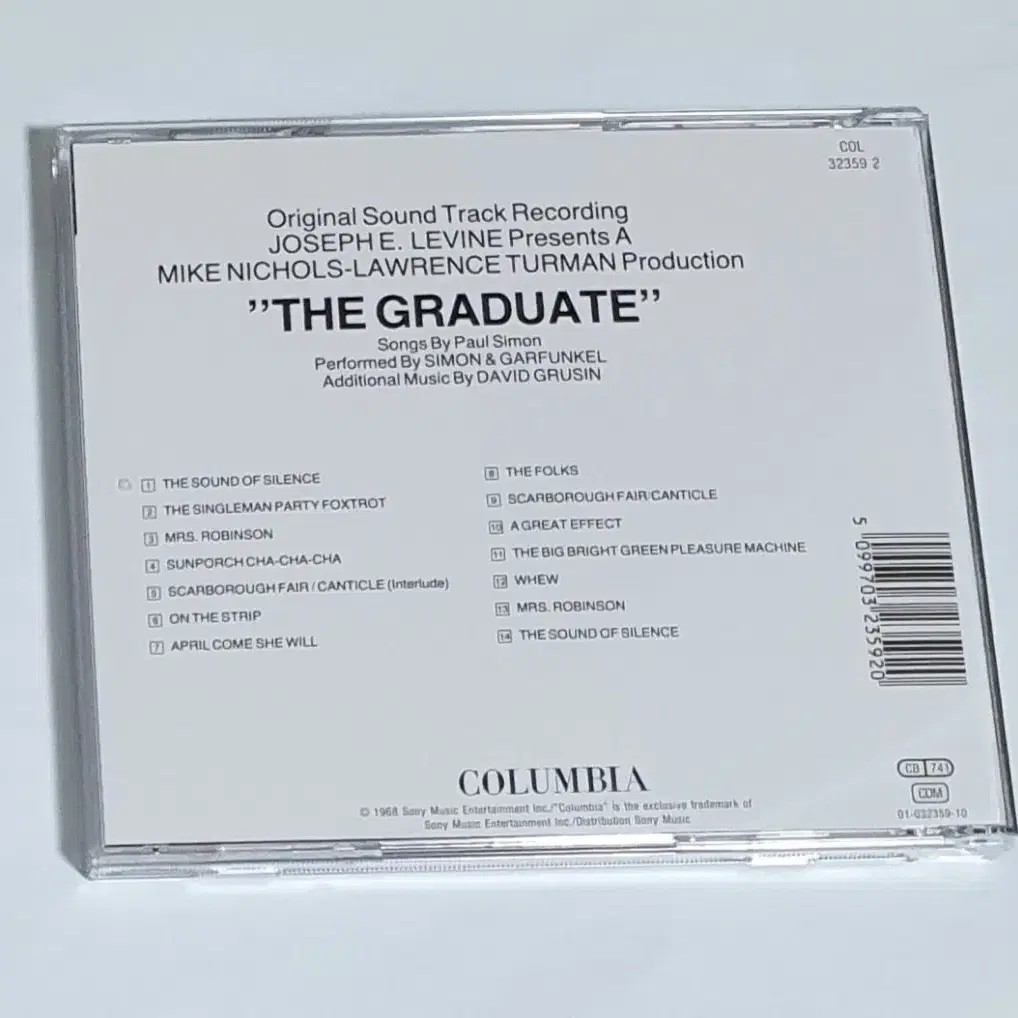 COL
32359 2
Original Sound Track Recording
JOSEPH E. LEVINE Presents A
MIKE NICHOLS-LAWRENCE TURMAN Production
"THE GRADUATE"
Songs By Paul Simon
Performed By SIMON & GARFUNKEL
Additional Music By DAVID GRUSIN
1 THE SOUND OF SILENCE
2 THE SINGLEMAN PARTY FOXTROT
3 MRS. ROBINSON
4 SUNPORCH CHA-CHA-CHA
5 SCARBOROUGH FAIR / CANTICLE (Interlude)
6 ON THE STRIP
7 APRIL COME SHE WILL
8 THE FOLKS
9 SCARBOROUGH FAIR/CANTICLE
10 A GREAT EFFECT
11 THE BIG BRIGHT GREEN PLEASURE MACHINE
12 WHEW
13 MRS. ROBINSON
14 THE SOUND OF SILENCE
5 099703 235920
COLUMBIA
© 1968 Sony Music Entertainment Inc./"Columbia" is the exclusive trademark of
Sony Music Entertainment Inc./Distribution Sony Music
CB 741
CDM
01-032359-10